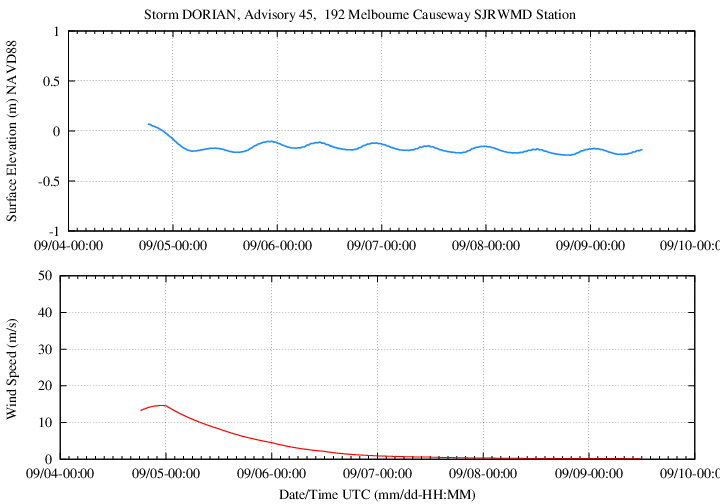 Storm DORIAN, Advisory 45,  192 Melbourne Causeway SJRWMD Station
Surface Elevation (m) NAVD88
1
0.5
0
-0.5
-1
09/04-00:00 09/05-00:00 09/06-00:00 09/07-00:00 09/08-00:00 09/09-00:00 09/10-00:0
Wind Speed (m/s)
50
40
30
20
10
0
09/04-00:00 09/05-00:00 09/06-00:00 09/07-00:00 09/08-00:00 09/09-00:00 09/10-00:0
Date/Time UTC (mm/dd-HH:MM)